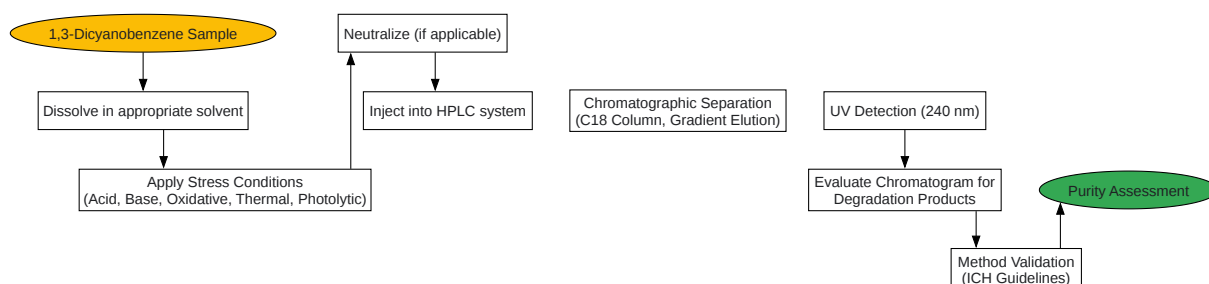 1,3-Dicyanobenzene Sample
Dissolve in appropriate solvent
Apply Stress Conditions
(Acid, Base, Oxidative, Thermal, Photolytic)
Neutralize (if applicable)
Inject into HPLC system
Chromatographic Separation
(C18 Column, Gradient Elution)
UV Detection (240 nm)
Evaluate Chromatogram for
Degradation Products
Method Validation
(ICH Guidelines)
Purity Assessment